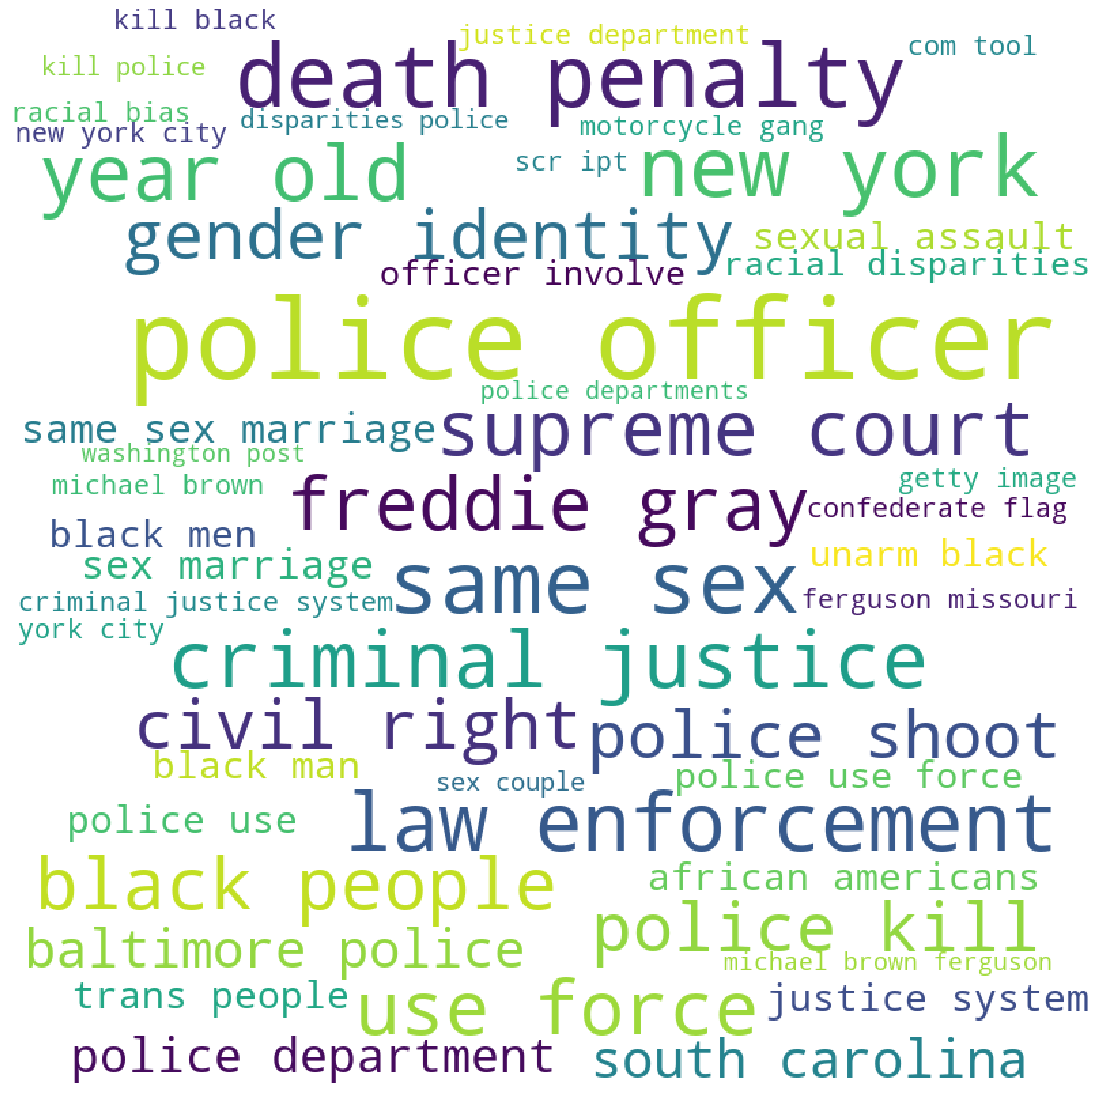 kill black
justice department
com tool
death penalty
kill police
racial bias
disparities police
motorcycle gang
new york city
year old
scr ipt
new york
gender identity
sexual assault
officer involve
racial disparities
police officer
police departments
same sex marriage
supreme court
washington post
michael brown
freddie gray
getty image
confederate flag
black men
unarm black
sex marriage
same sex
criminal justice system
ferguson missouri
york city
criminal justice
civil right
police shoot
black man
sex couple
police use force
police use
law enforcement
black people
african americans
police kill
baltimore police
michael brown ferguson
trans people
use force
justice system
police department
south carolina